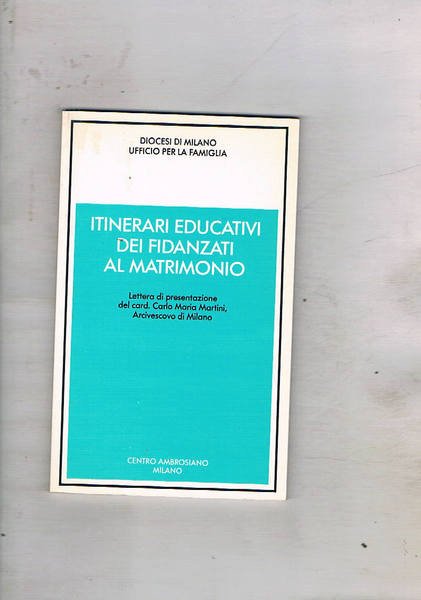 DIOCESI DI MILANO
UFFICIO PER LA FAMIGLIA
ITINERARI EDUCATIVI
DEI FIDANZATI
AL MATRIMONIO
Lettera di presentazione
del card. Carlo Maria Martini,
Arcivescovo di Milano
CENTRO AMBROSIANO
MILANO